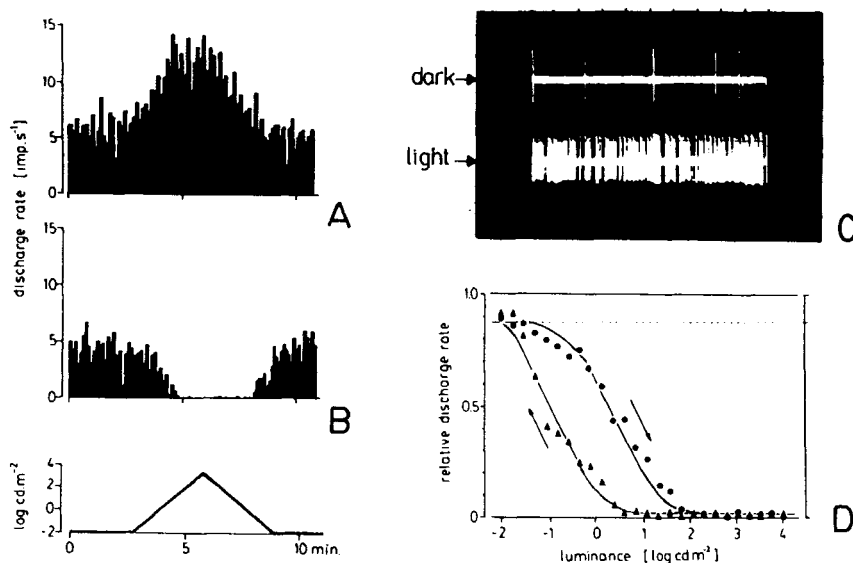 15
10
5
0
A
discharge rate [imp.s⁻¹]
15
10
5
0
B
4
2
0
-2
log cd.m⁻²
0 5 10 min.
dark
light
C
1.0
0.5
0
relative discharge rate
D
-2 -1 0 1 2 3 4
luminance [log cd m⁻²]